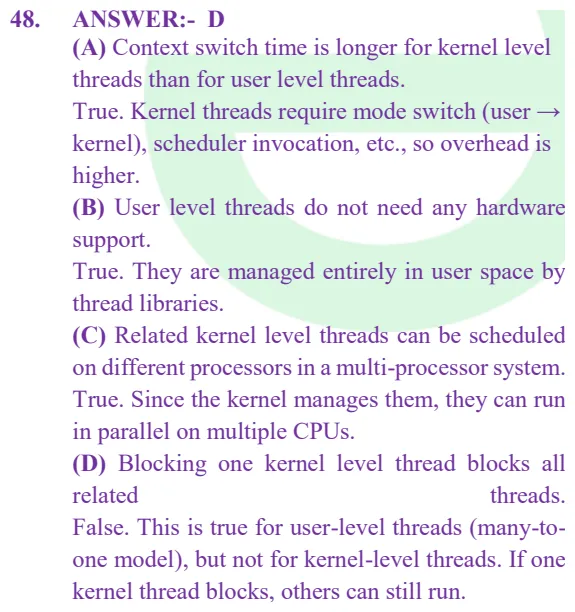 48. ANSWER:- D
(A) Context switch time is longer for kernel level
threads than for user level threads.
True. Kernel threads require mode switch (user →
kernel), scheduler invocation, etc., so overhead is
higher.
(B) User level threads do not need any hardware
support.
True. They are managed entirely in user space by
thread libraries.
(C) Related kernel level threads can be scheduled
on different processors in a multi-processor system.
True. Since the kernel manages them, they can run
in parallel on multiple CPUs.
(D) Blocking one kernel level thread blocks all
related threads.
False. This is true for user-level threads (many-to-
one model), but not for kernel-level threads. If one
kernel thread blocks, others can still run.